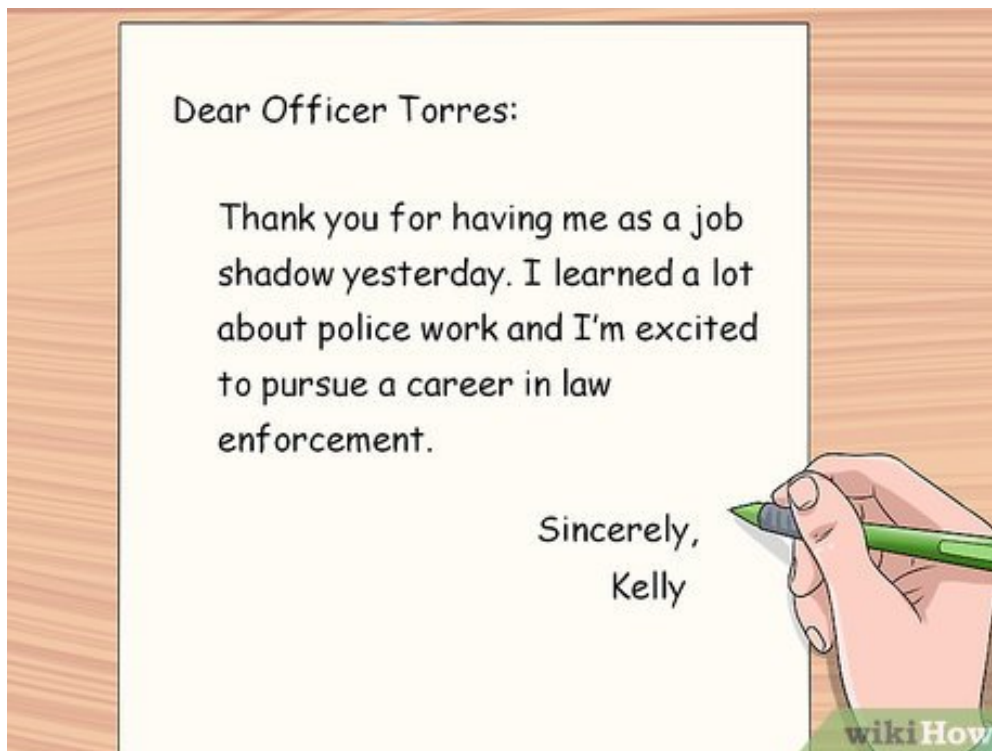 Dear Officer Torres:
Thank you for having me as a job
shadow yesterday. I learned a lot
about police work and I'm excited
to pursue a career in law
enforcement.
Sincerely,
Kelly
wikiHow